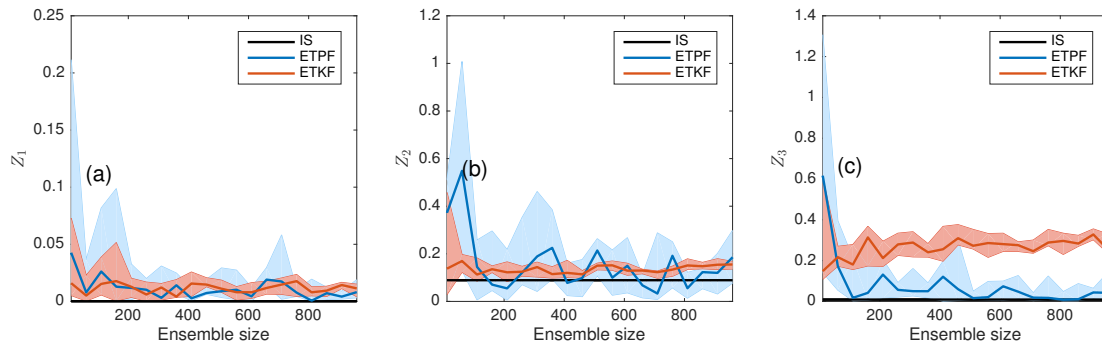 0.25
0.2
0.15
0.1
0.05
0
Z1
(a)
IS
ETPF
ETKF
200 400 600 800
Ensemble size
1.2
1
0.8
0.6
0.4
0.2
0
Z2
(b)
IS
ETPF
ETKF
200 400 600 800
Ensemble size
1.4
1.2
1
0.8
0.6
0.4
0.2
0
Z3
(c)
IS
ETPF
ETKF
200 400 600 800
Ensemble size